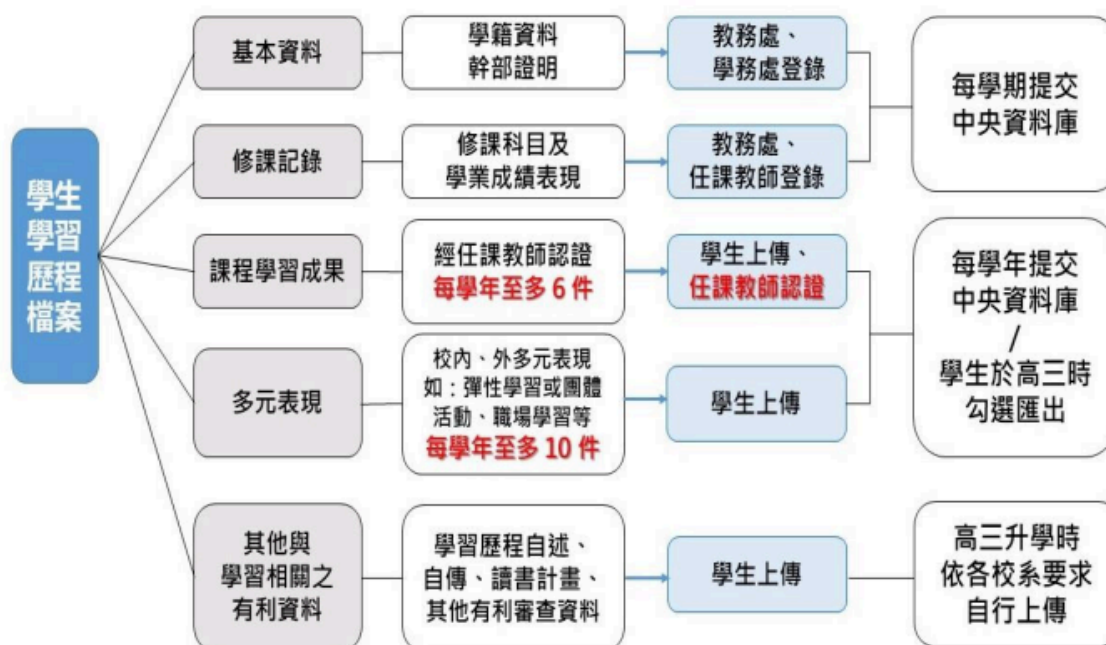 學生
學習
歷程
檔案
基本資料
學籍資料
幹部證明
教務處、
學務處登錄
每學期提交
中央資料庫
修課記錄
修課科目及
學業成績表現
教務處、
任課教師登錄
課程學習成果
經任課教師認證
每學年至多 6 件
學生上傳、
任課教師認證
每學年提交
中央資料庫
/
學生於高三時
勾選匯出
多元表現
校內、外多元表現
如：彈性學習或團體
活動、職場學習等
每學年至多 10 件
學生上傳
其他與
學習相關之
有利資料
學習歷程自述、
自傳、讀書計畫、
其他有利審查資料
學生上傳
高三升學時
依各校系要求
自行上傳